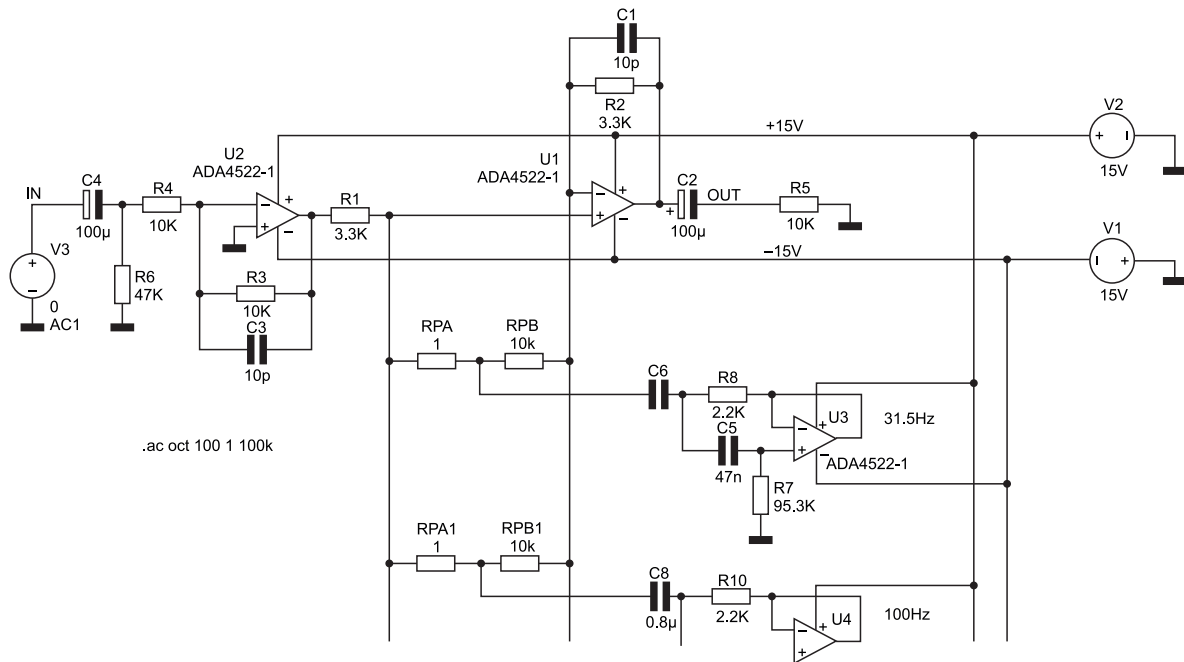 C1
10p
R2
3.3K
+15V
V2
+
15V
U2
ADA4522-1
U1
ADA4522-1
IN
C4
100µ
R4
10K
R1
3.3K
C2
+
100µ
OUT
R5
10K
−15V
V1
+
15V
V3
+
−
0
AC1
R6
47K
R3
10K
C3
10p
RPA
1
RPB
10k
C6
R8
2.2K
C5
47n
U3
31.5Hz
ADA4522-1
R7
95.3K
.ac oct 100 1 100k
RPA1
1
RPB1
10k
C8
0.8µ
R10
2.2K
U4
100Hz